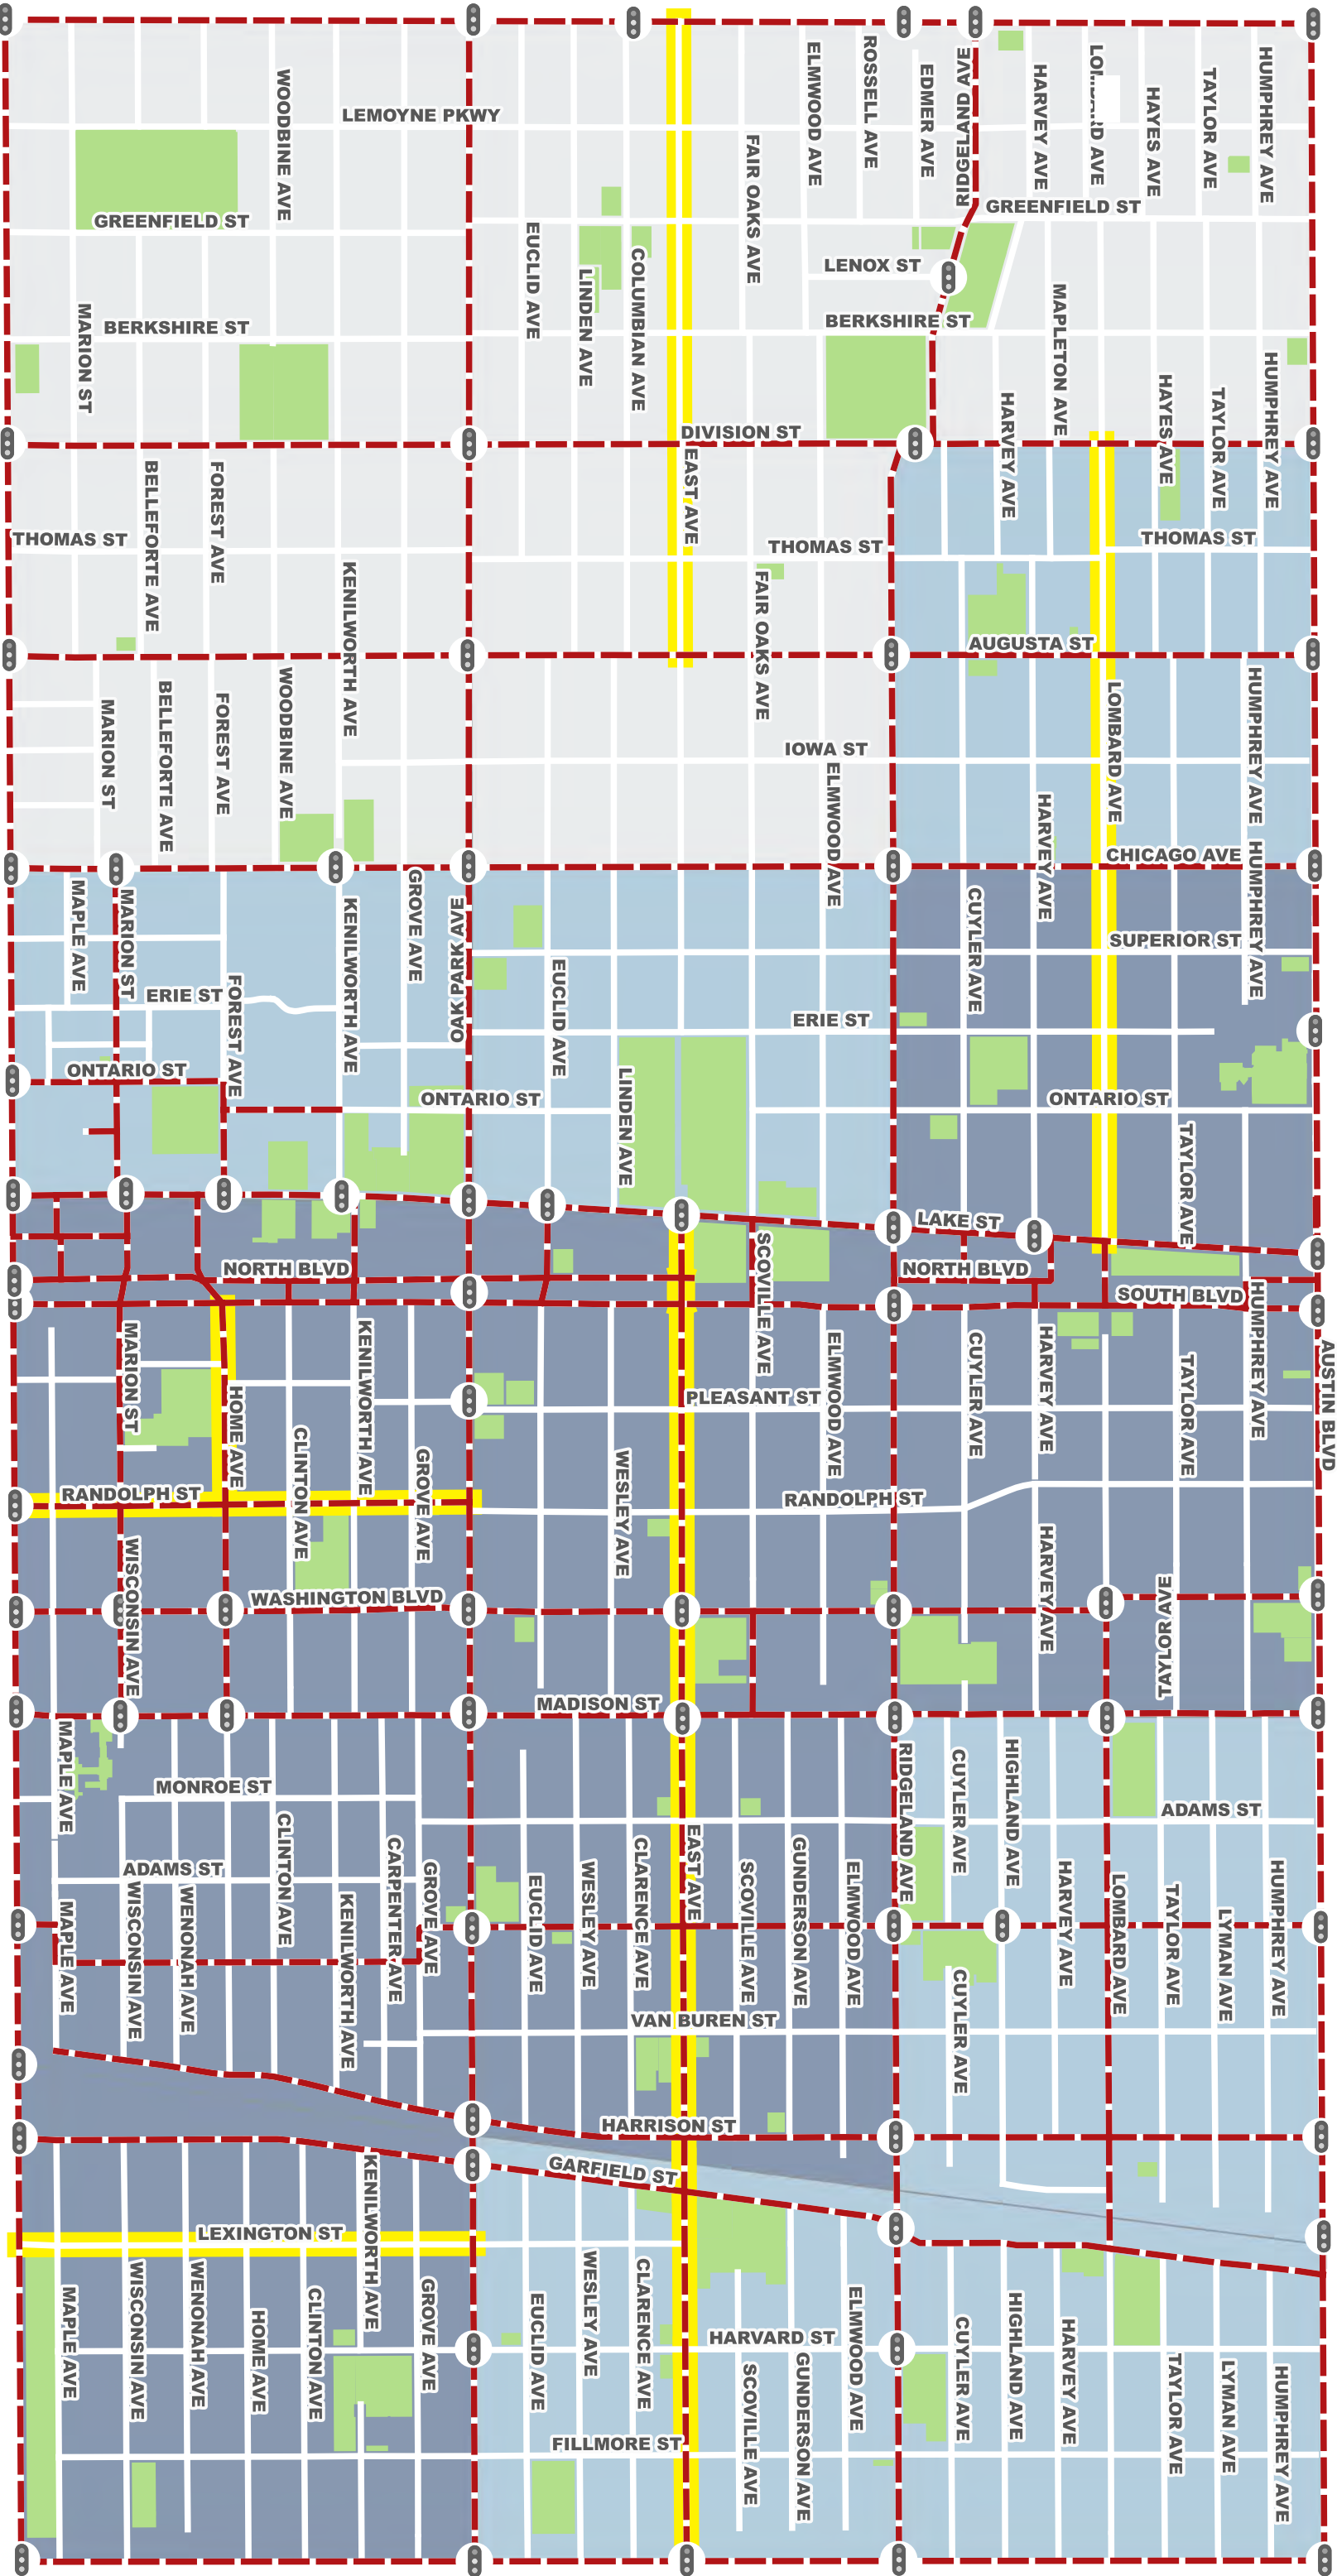 WOODBINE AVE
LEMOYNE PKWY
ELMWOOD AVE
ROSSELL AVE
EDMER AVE
RIDGELAND AVE
HARVEY AVE
HAYES AVE
TAYLOR AVE
HUMPHREY AVE
FAIR OAKS AVE
GREENFIELD ST
GREENFIELD ST
EUCLID AVE
LINDEN AVE
COLUMBIAN AVE
LENOX ST
MARION ST
BERKSHIRE ST
BERKSHIRE ST
MAPLETON AVE
HARVEY AVE
HAYES AVE
TAYLOR AVE
HUMPHREY AVE
DIVISION ST
EAST AVE
BELLEFORTE AVE
FOREST AVE
THOMAS ST
THOMAS ST
THOMAS ST
KENILWORTH AVE
FAIR OAKS AVE
AUGUSTA ST
MARION ST
BELLEFORTE AVE
FOREST AVE
WOODBINE AVE
LOMBARD AVE
HUMPHREY AVE
IOWA ST
ELMWOOD AVE
HARVEY AVE
CHICAGO AVE
MAPLE AVE
MARION ST
KENILWORTH AVE
GROVE AVE
OAK PARK AVE
CUYLER AVE
HUMPHREY AVE
SUPERIOR ST
EUCLID AVE
ERIE ST
FOREST AVE
ERIE ST
ONTARIO ST
ONTARIO ST
LINDEN AVE
ONTARIO ST
TAYLOR AVE
LAKE ST
NORTH BLVD
SCOVILLE AVE
NORTH BLVD
SOUTH BLVD
HUMPHREY AVE
MARION ST
KENILWORTH AVE
ELMWOOD AVE
CUYLER AVE
HARVEY AVE
TAYLOR AVE
AUSTIN BLVD
HOME AVE
PLEASANT ST
CLINTON AVE
GROVE AVE
WESLEY AVE
RANDOLPH ST
RANDOLPH ST
WISCONSIN AVE
HARVEY AVE
TAYLOR AVE
WASHINGTON BLVD
MADISON ST
MAPLE AVE
RIDGELAND AVE
CUYLER AVE
HIGHLAND AVE
MONROE ST
ADAMS ST
CLINTON AVE
CARPENTER AVE
EAST AVE
CLARENCE AVE
GUNDERSON AVE
ADAMS ST
WISCONSIN AVE
WENONAH AVE
MAPLE AVE
KENILWORTH AVE
GROVE AVE
EUCLID AVE
WESLEY AVE
SCOVILLE AVE
ELMWOOD AVE
HARVEY AVE
LOMBARD AVE
TAYLOR AVE
LYMAN AVE
HUMPHREY AVE
CUYLER AVE
VAN BUREN ST
HARRISON ST
GARFIELD ST
KENILWORTH AVE
LEXINGTON ST
MAPLE AVE
WISCONSIN AVE
WENONAH AVE
HOME AVE
CLINTON AVE
GROVE AVE
EUCLID AVE
WESLEY AVE
CLARENCE AVE
ELMWOOD AVE
HARVARD ST
CUYLER AVE
HIGHLAND AVE
HARVEY AVE
SCOVILLE AVE
GUNDERSON AVE
TAYLOR AVE
LYMAN AVE
HUMPHREY AVE
FILLMORE ST